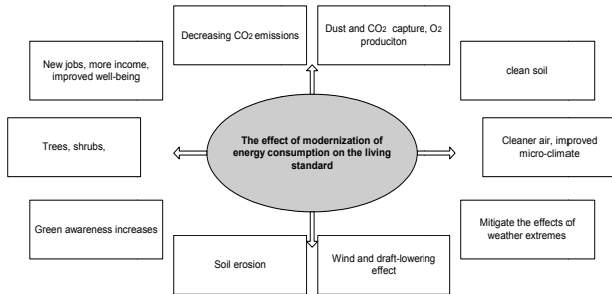 Decreasing CO2 emissions
Dust and CO2 capture, O2
produciton
New jobs, more income,
improved well-being
clean soil
The effect of modernization of
energy consumption on the living
standard
Trees, shrubs,
Cleaner air, improved
micro-climate
Green awareness increases
Mitigate the effects of
weather extremes
Soil erosion
Wind and draft-lowering
effect